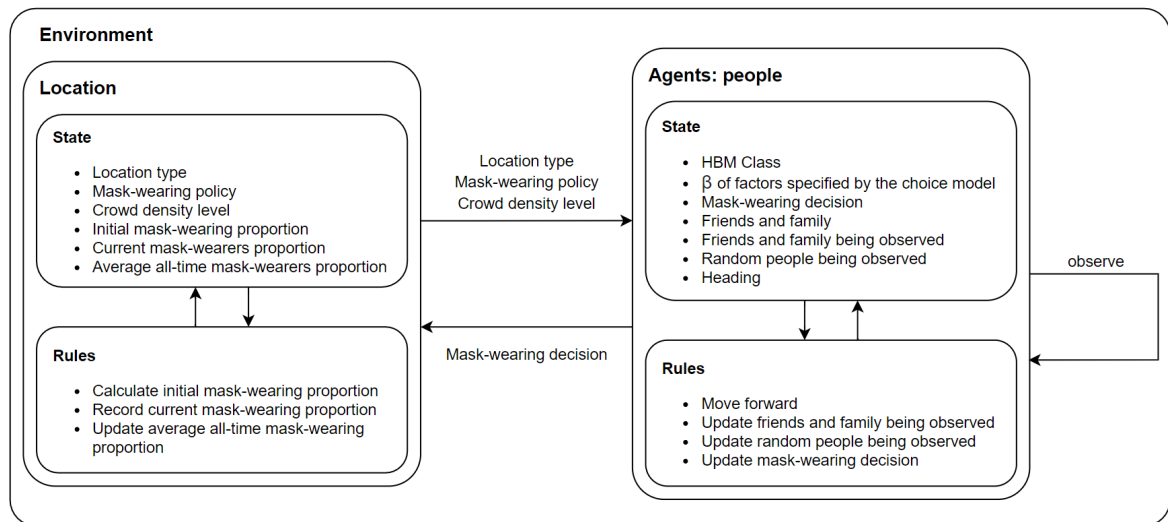 Environment
Location
State
• Location type
• Mask-wearing policy
• Crowd density level
• Initial mask-wearing proportion
• Current mask-wearers proportion
• Average all-time mask-wearers proportion
Rules
• Calculate initial mask-wearing proportion
• Record current mask-wearing proportion
• Update average all-time mask-wearing
proportion
Location type
Mask-wearing policy
Crowd density level
Mask-wearing decision
Agents: people
State
• HBM Class
• β of factors specified by the choice model
• Mask-wearing decision
• Friends and family
• Friends and family being observed
• Random people being observed
• Heading
Rules
• Move forward
• Update friends and family being observed
• Update random people being observed
• Update mask-wearing decision
observe